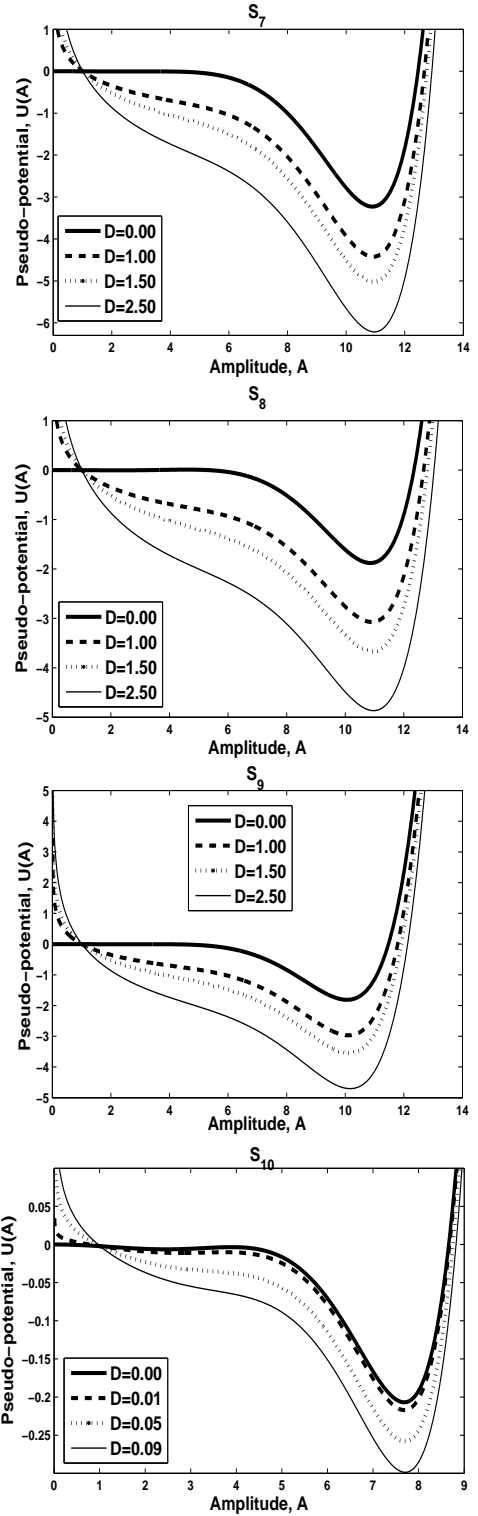 S7
Pseudo-potential, U(A)
1
0
-1
-2
-3
-4
-5
-6
D=0.00
D=1.00
D=1.50
D=2.50
0 2 4 6 8 10 12 14
Amplitude, A
S8
Pseudo-potential, U(A)
1
0
-1
-2
-3
-4
-5
D=0.00
D=1.00
D=1.50
D=2.50
0 2 4 6 8 10 12 14
Amplitude, A
S9
Pseudo-potential, U(A)
5
4
3
2
1
0
-1
-2
-3
-4
-5
D=0.00
D=1.00
D=1.50
D=2.50
0 2 4 6 8 10 12 14
Amplitude, A
S10
Pseudo-potential, U(A)
0.05
0
-0.05
-0.1
-0.15
-0.2
-0.25
D=0.00
D=0.01
D=0.05
D=0.09
0 1 2 3 4 5 6 7 8 9
Amplitude, A